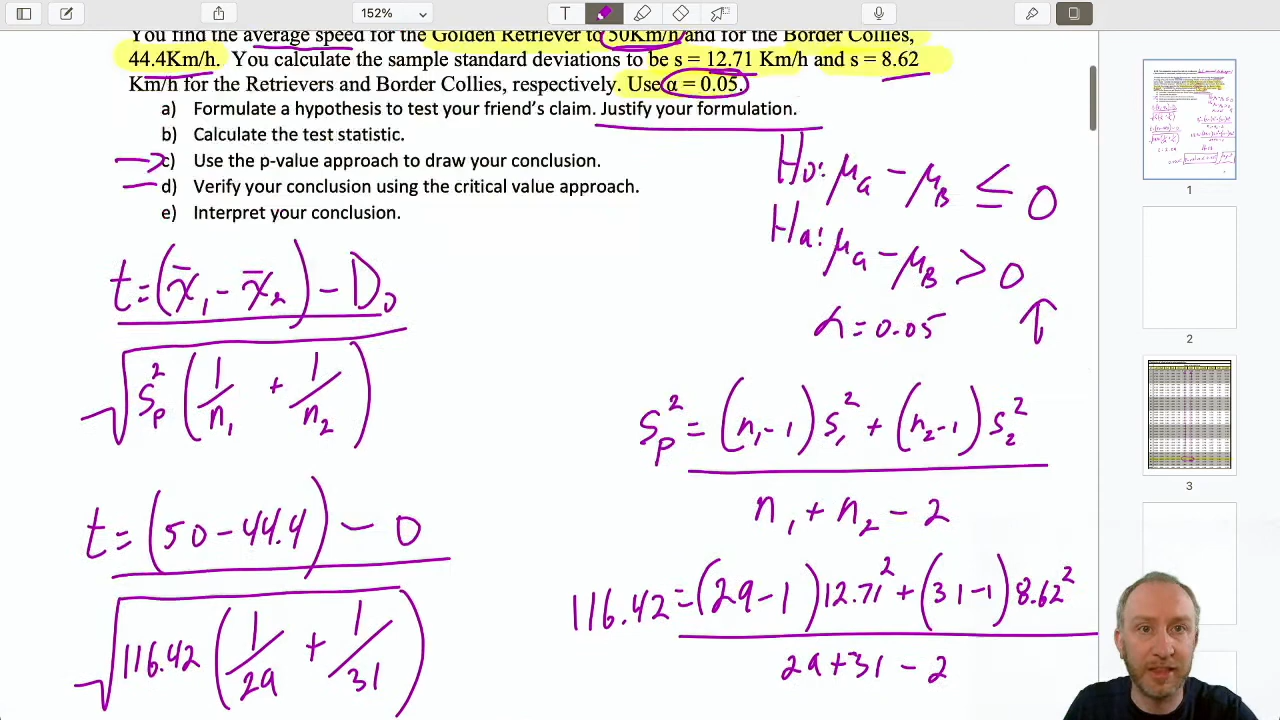 152%
You find the average speed for the Golden Retriever to 50Km/h and for the Border Collies,
44.4Km/h. You calculate the sample standard deviations to be s = 12.71 Km/h and s = 8.62
Km/h for the Retrievers and Border Collies, respectively. Use α = 0.05.
a) Formulate a hypothesis to test your friend's claim. Justify your formulation.
b) Calculate the test statistic.
c) Use the p-value approach to draw your conclusion.
d) Verify your conclusion using the critical value approach.
e) Interpret your conclusion.
H0: μa - μB ≤ 0
Ha: μa - μB > 0
α = 0.05 ↑
t = (x̄1 - x̄2) - D0
√ Sp² (1/n1 + 1/n2)
Sp² = (n1 - 1) s1² + (n2 - 1) s2²
n1 + n2 - 2
t = (50 - 44.4) - 0
√ 116.42 (1/29 + 1/31)
116.42 = (29 - 1) 12.71² + (31 - 1) 8.62²
29 + 31 - 2
1
2
3